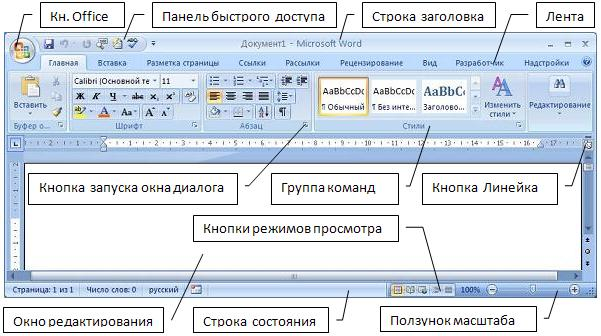 Кн. Office
Панель быстрого доступа
Строка заголовка
Лента
Документ1 - Microsoft Word
Главная Вставка Разметка страницы Ссылки Рассылки Рецензирование Вид Разработчик Надстройки
Calibri (Основной те 11
AaBbCcDc AaBbCcDc AaBbCc
Вставить
¶ Обычный ¶ Без инте... Заголово...
Изменить стили
Редактирование
Буфер о... Шрифт Абзац Стили
Кнопка запуска окна диалога
Группа команд
Кнопка Линейка
Кнопки режимов просмотра
Страница: 1 из 1 Число слов: 0 русский 100%
Окно редактирования
Строка состояния
Ползунок масштаба